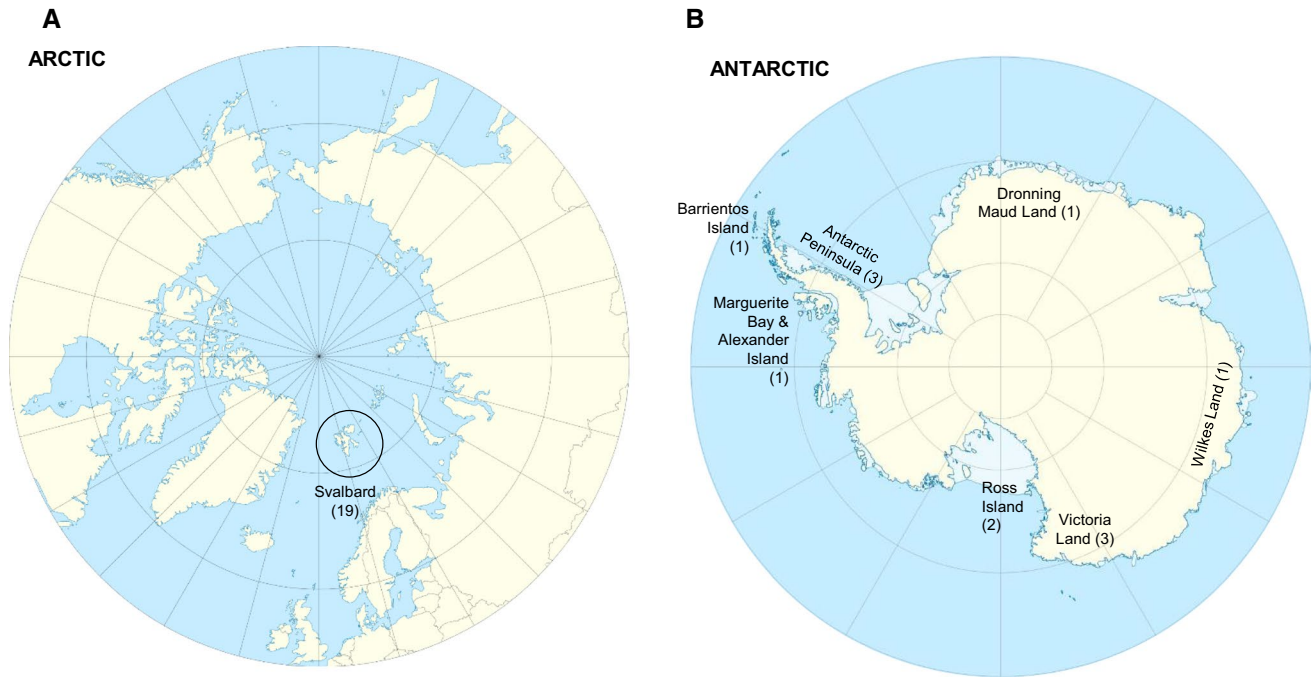 A
ARCTIC
Svalbard
(19)
B
ANTARCTIC
Dronning
Maud Land (1)
Barrientos
Island
(1)
Antarctic
Peninsula (3)
Marguerite
Bay &
Alexander
Island
(1)
Wilkes Land (1)
Ross
Island
(2)
Victoria
Land (3)